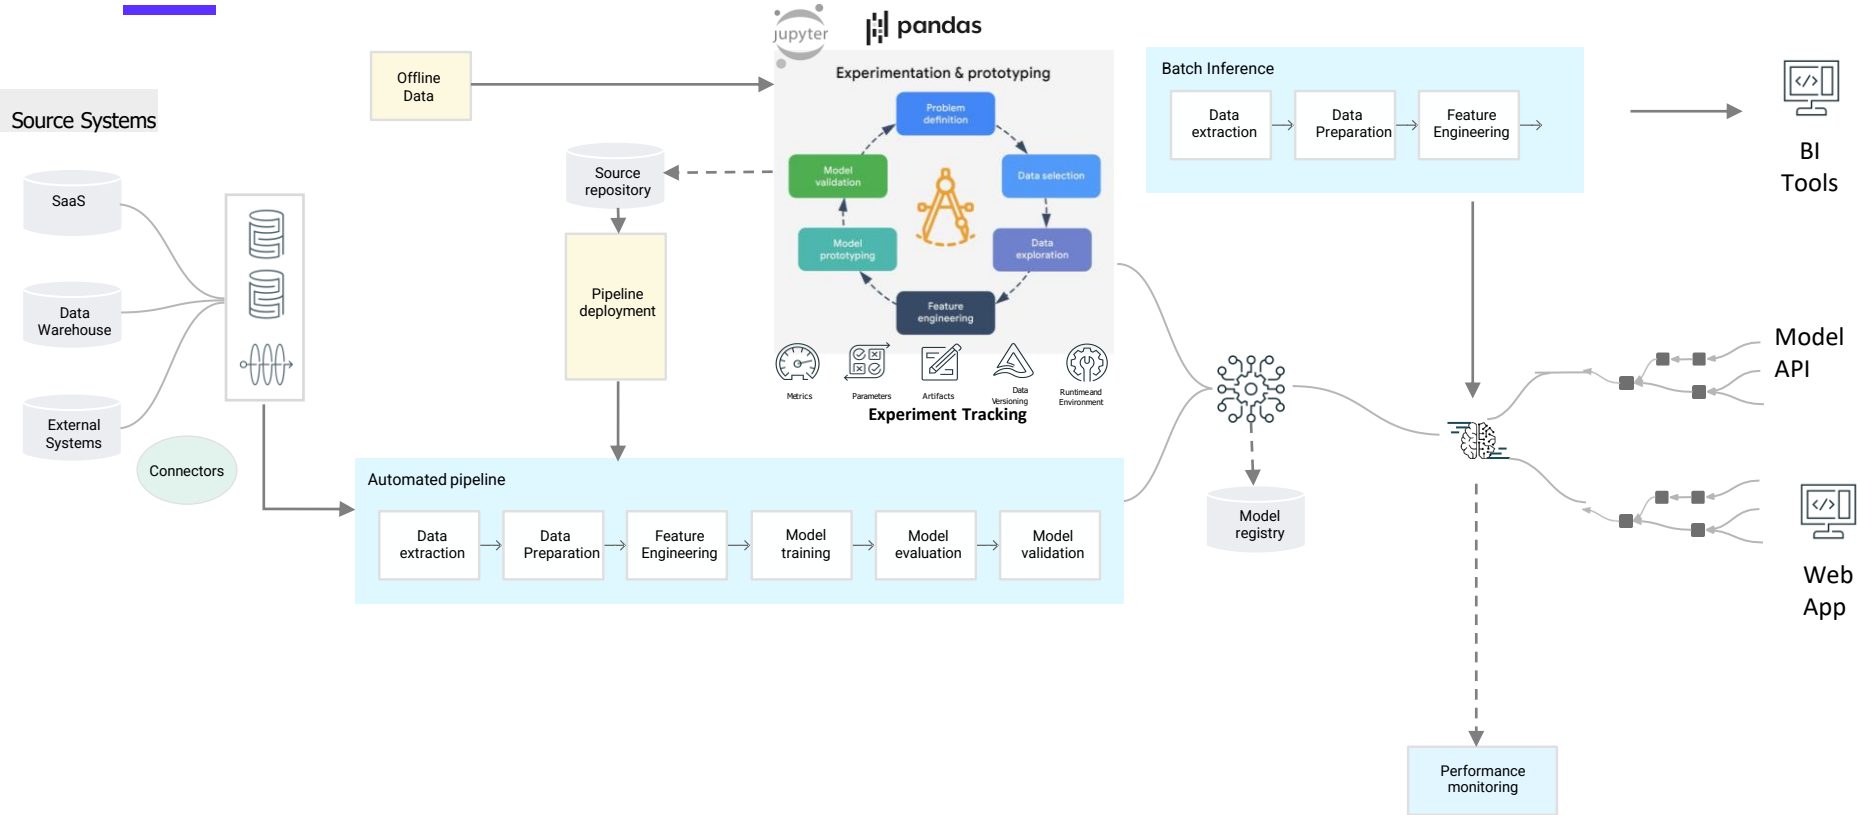 jupyter
pandas
Experimentation & prototyping
Problem
definition
Data selection
Data
exploration
Feature
engineering
Model
prototyping
Model
validation
Metrics
Parameters
Artifacts
Data
Versioning
Runtimeand
Environment
Experiment Tracking
Offline
Data
Source
repository
Pipeline
deployment
Source Systems
SaaS
Data
Warehouse
External
Systems
Connectors
Automated pipeline
Data
extraction
Data
Preparation
Feature
Engineering
Model
training
Model
evaluation
Model
validation
Batch Inference
Data
extraction
Data
Preparation
Feature
Engineering
BI
Tools
Model
API
Model
registry
Web
App
Performance
monitoring